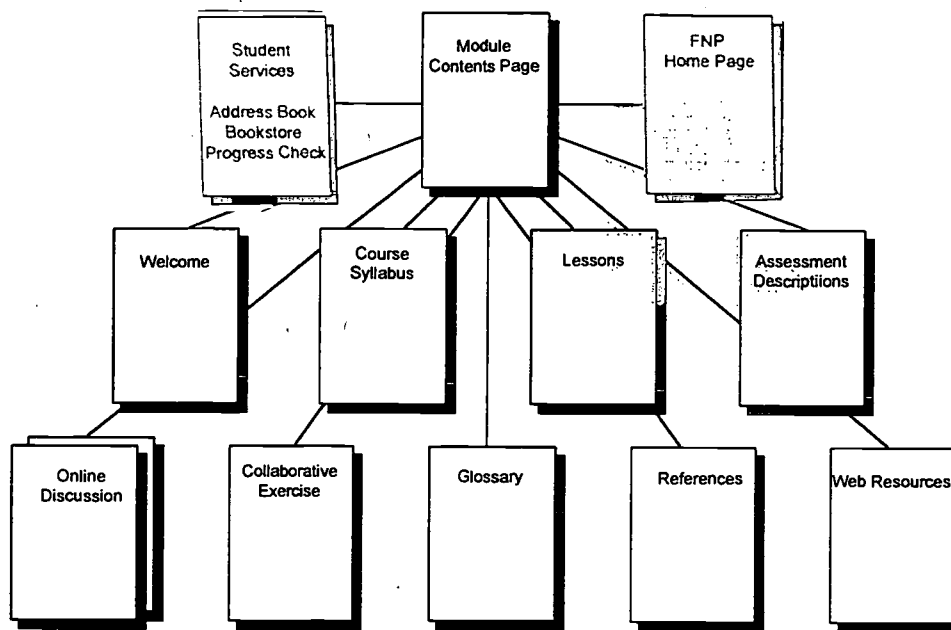 Student
Services
Address Book
Bookstore
Progress Check
Module
Contents Page
FNP
Home Page
Welcome
Course
Syllabus
Lessons
Assessment
Descriptiions
Online
Discussion
Collaborative
Exercise
Glossary
References
Web Resources